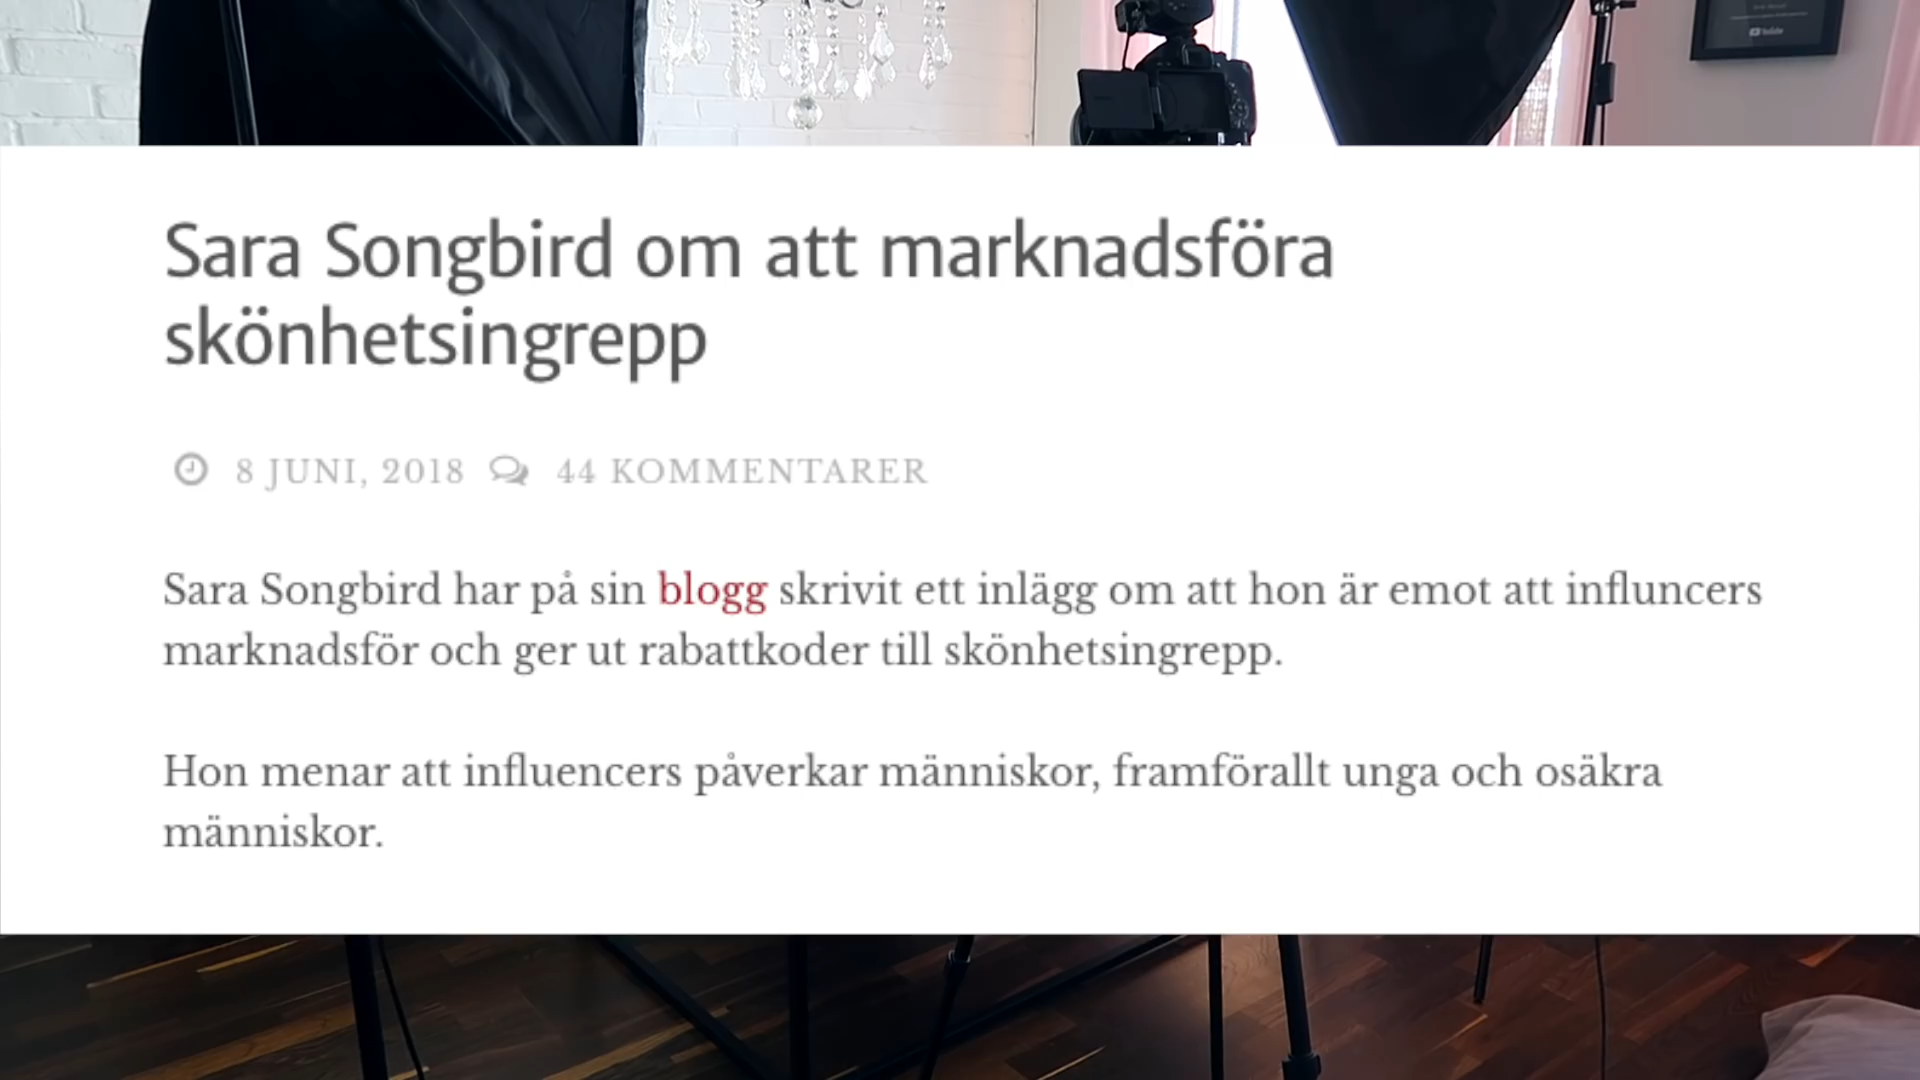 YouTube
Sara Songbird om att marknadsföra
skönhetsingrepp
8 JUNI, 2018 44 KOMMENTARER
Sara Songbird har på sin blogg skrivit ett inlägg om att hon är emot att influncers
marknadsför och ger ut rabattkoder till skönhetsingrepp.
Hon menar att influencers påverkar människor, framförallt unga och osäkra
människor.